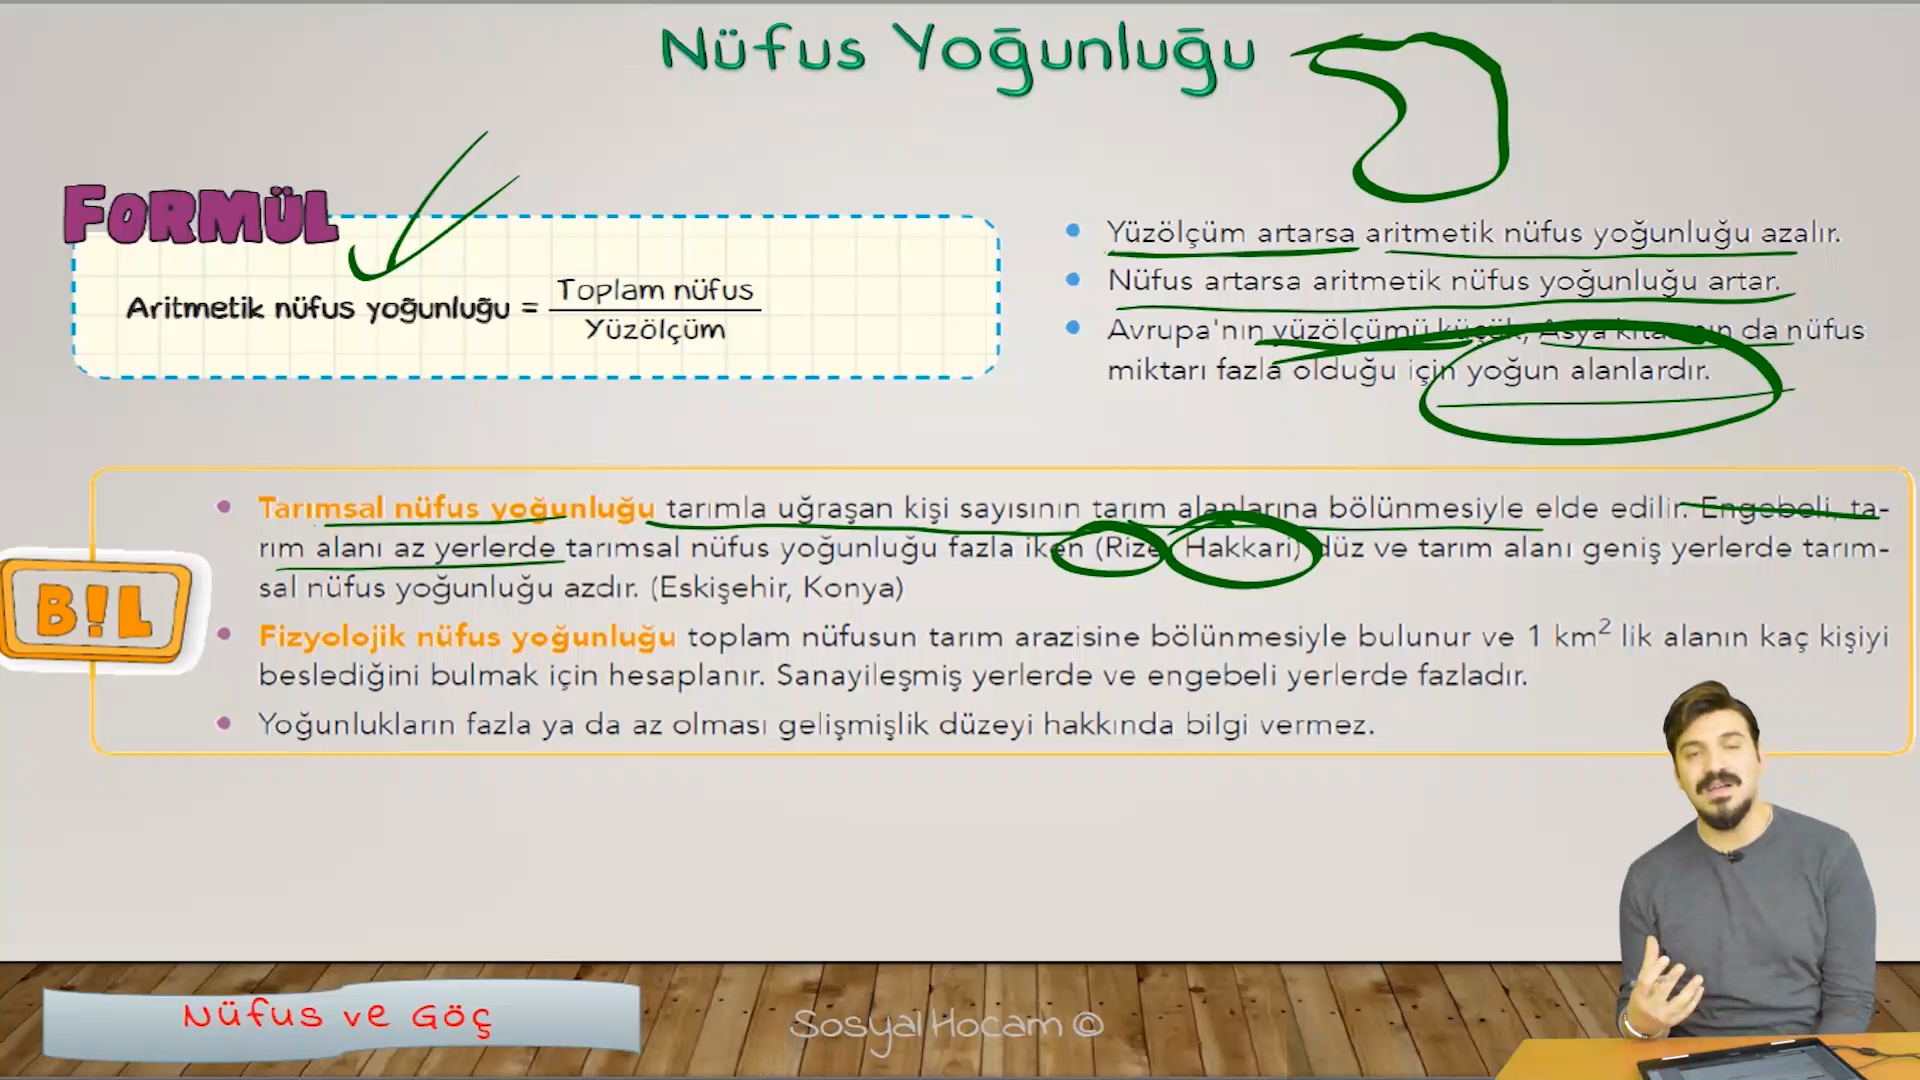 Nüfus Yoğunluğu
FORMÜL
Aritmetik nüfus yoğunluğu = Toplam nüfus
Yüzölçüm
• Yüzölçüm artarsa aritmetik nüfus yoğunluğu azalır.
• Nüfus artarsa aritmetik nüfus yoğunluğu artar.
• Avrupa'nın yüzölçümü küçük, Asya kıtasının da nüfus
miktarı fazla olduğu için yoğun alanlardır.
BİL
• Tarımsal nüfus yoğunluğu tarımla uğraşan kişi sayısının tarım alanlarına bölünmesiyle elde edilir. Engebeli, ta-
rım alanı az yerlerde tarımsal nüfus yoğunluğu fazla iken (Rize, Hakkari) düz ve tarım alanı geniş yerlerde tarım-
sal nüfus yoğunluğu azdır. (Eskişehir, Konya)
• Fizyolojik nüfus yoğunluğu toplam nüfusun tarım arazisine bölünmesiyle bulunur ve 1 km² lik alanın kaç kişiyi
beslediğini bulmak için hesaplanır. Sanayileşmiş yerlerde ve engebeli yerlerde fazladır.
• Yoğunlukların fazla ya da az olması gelişmişlik düzeyi hakkında bilgi vermez.
Nüfus ve Göç
SosyalHocam ©